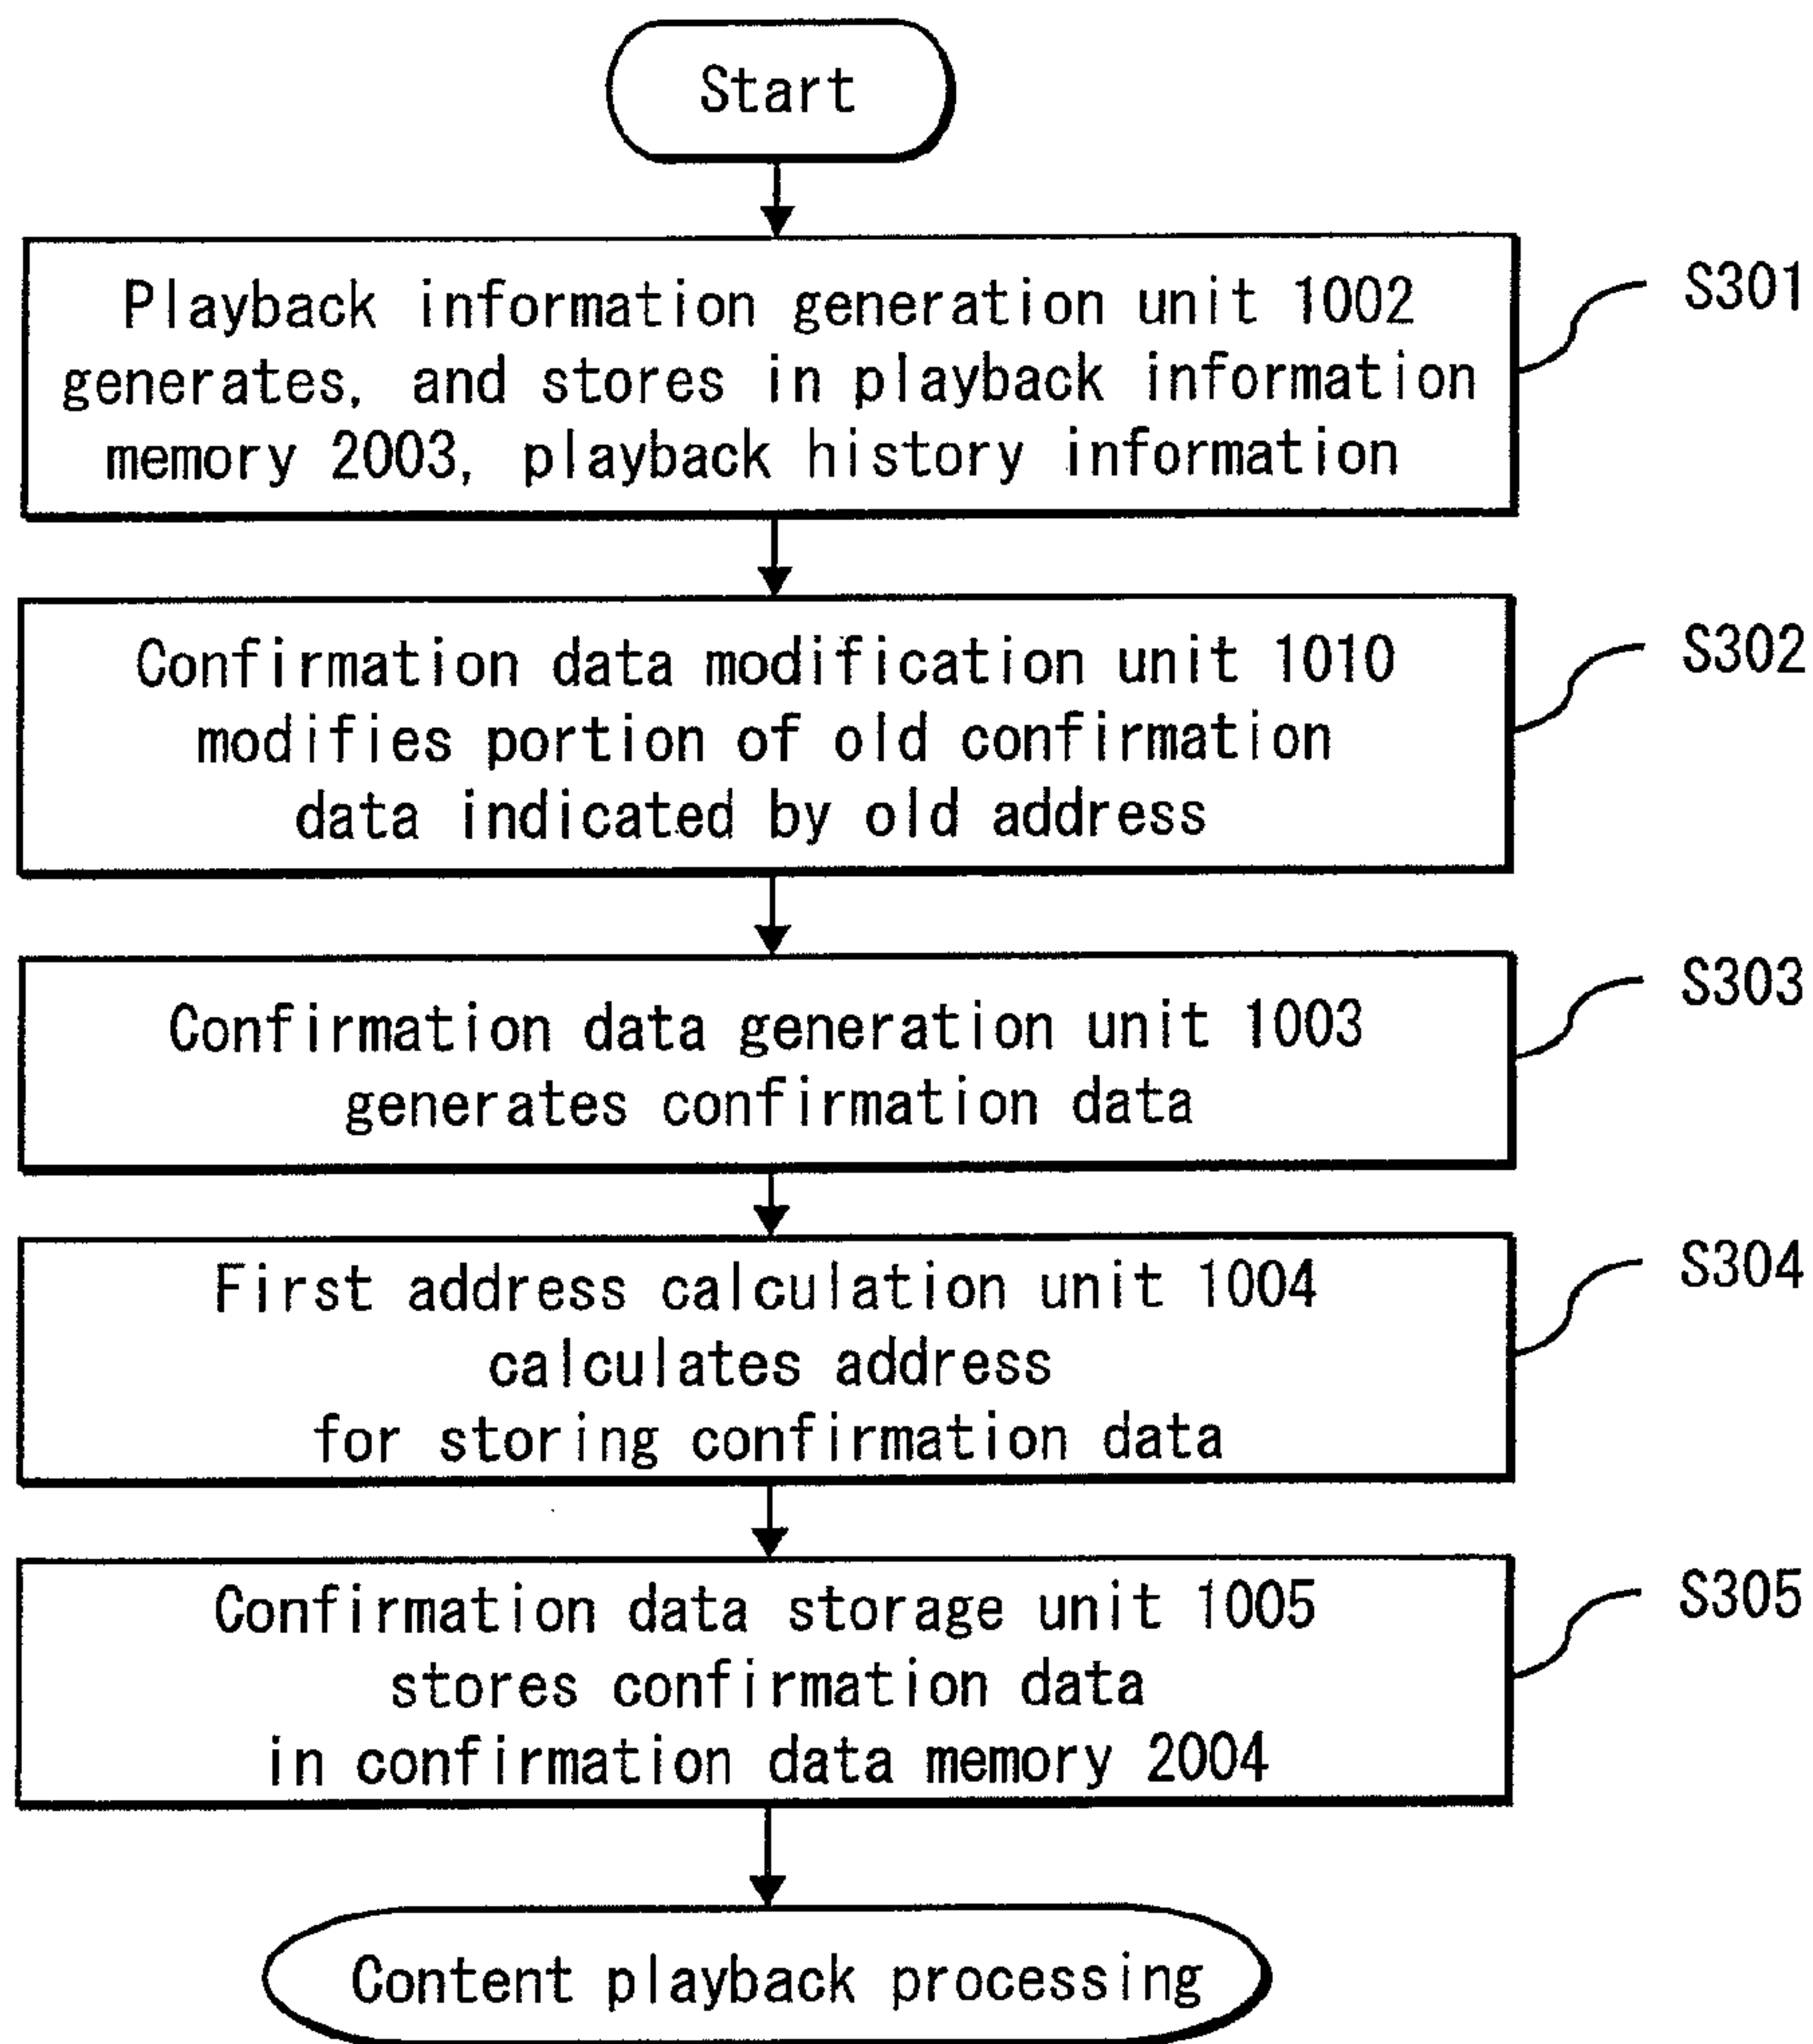 Start
Playback information generation unit 1002
S301
generates, and stores in playback information
memory 2003, playback history information
Confirmation data modification unit 1010
S302
modifies portion of old confirmation
data indicated by old address
Confirmation data generation unit 1003
S303
generates confirmation data
First address calculation unit 1004
S304
calculates address
for storing confirmation data
Confirmation data storage unit 1005
S305
stores confirmation data
in confirmation data memory 2004
Content playback processing